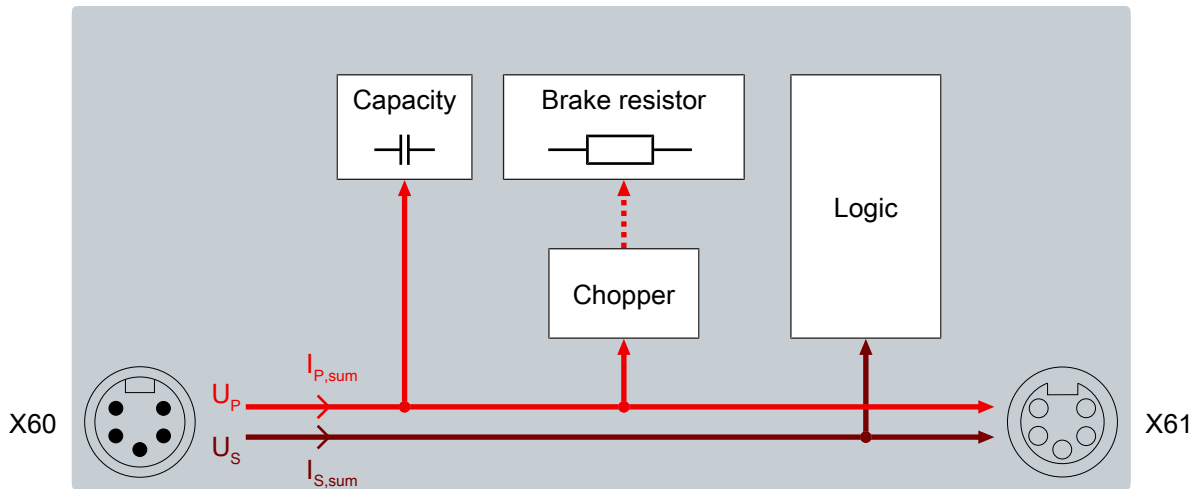 Capacity
Brake resistor
Logic
Chopper
I_P,sum
U_P
X60
X61
U_S
I_S,sum